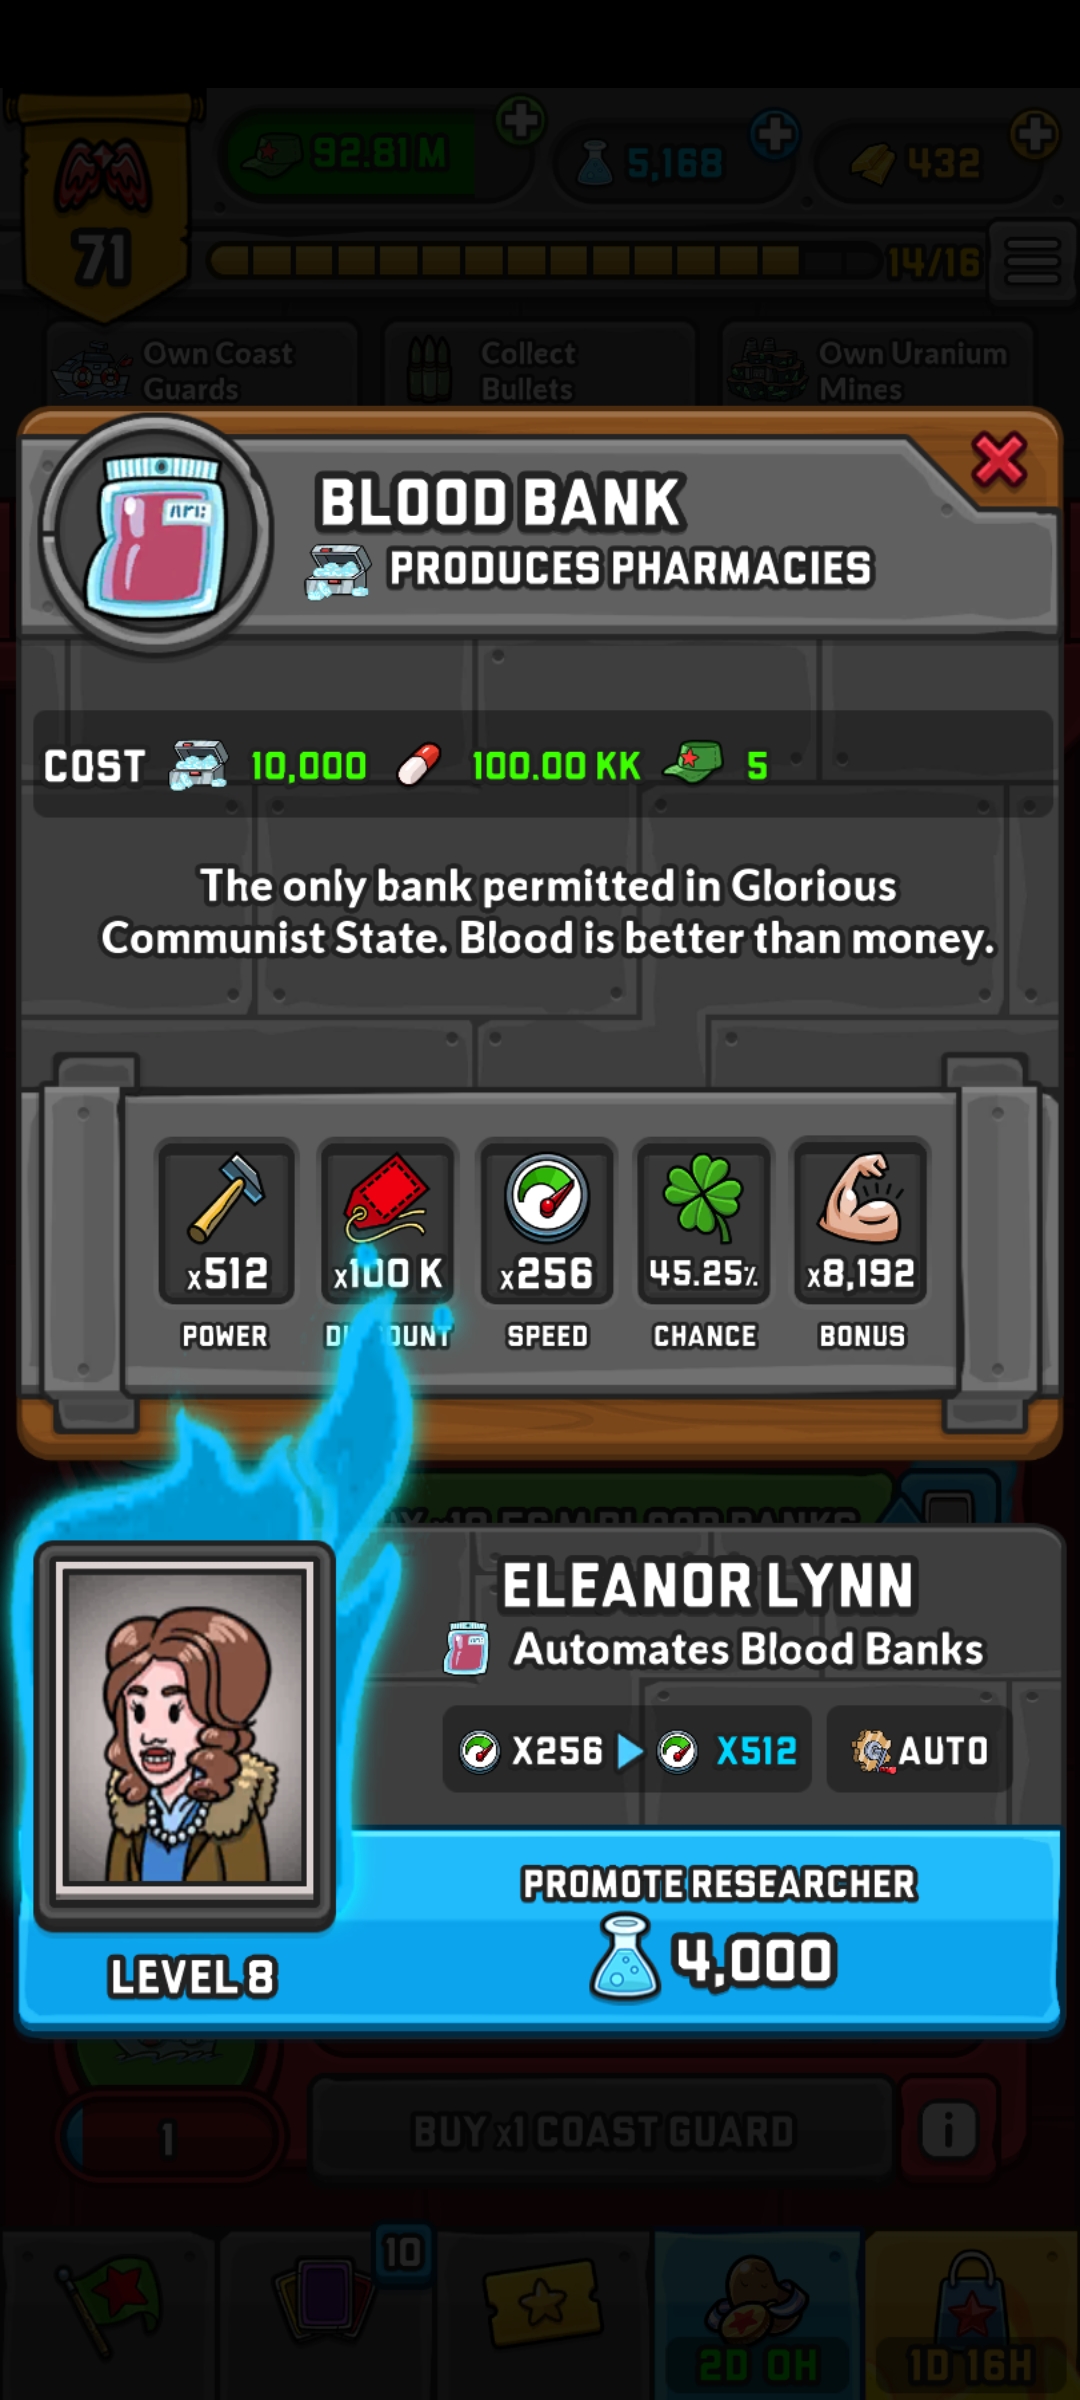 92.81 M
5,168
432
71
14/16
Own Coast
Guards
Collect
Bullets
Own Uranium
Mines
BLOOD BANK
PRODUCES PHARMACIES
COST 10,000 100.00 KK 5
The only bank permitted in Glorious
Communist State. Blood is better than money.
x512
x100 K
x256
45.25%
x8,192
POWER
SPEED
CHANCE
BONUS
ELEANOR LYNN
Automates Blood Banks
X256 X512 AUTO
PROMOTE RESEARCHER
4,000
LEVEL 8
1
BUY x1 COAST GUARD
10
2D 0H
1D 16H